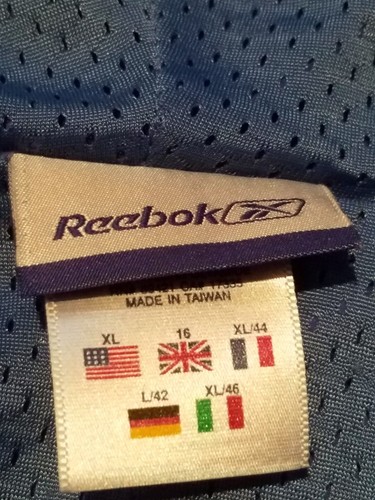 Reebok
MADE IN TAIWAN
XL 16 XL/44
L/42 XL/46